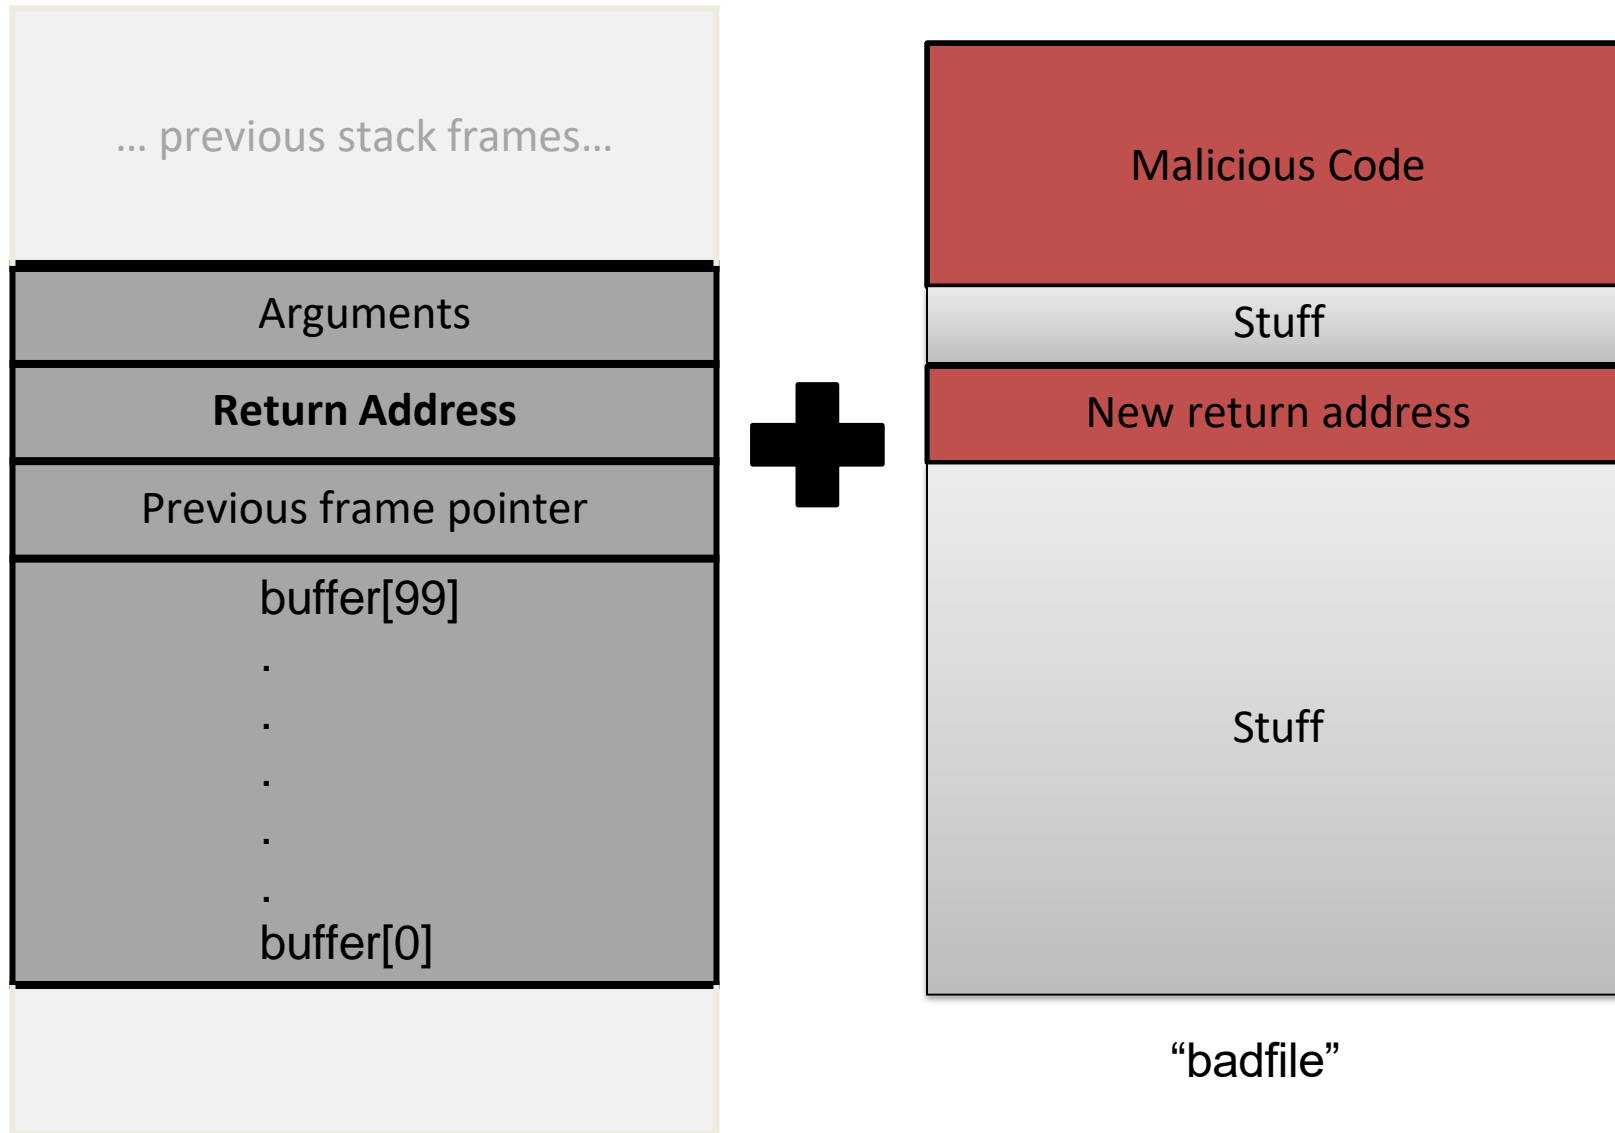 ... previous stack frames...
Arguments
Return Address
Previous frame pointer
buffer[99]
.
.
.
.
.
buffer[0]
Malicious Code
Stuff
New return address
Stuff
“badfile”